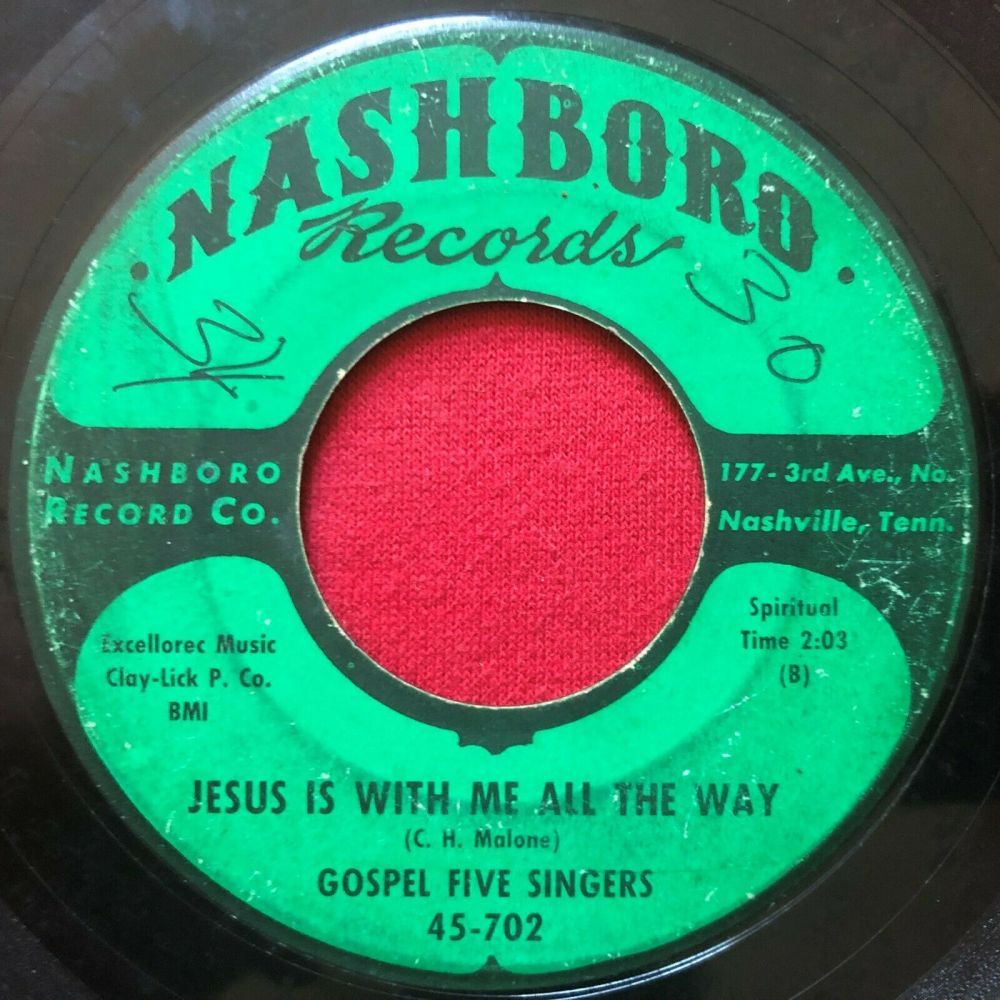 NASHBORO
Records
30
NASHBORO
RECORD CO.
177 - 3rd Ave., No.
Nashville, Tenn.
Excellorec Music
Clay-Lick P. Co.
BMI
Spiritual
Time 2:03
(B)
JESUS IS WITH ME ALL THE WAY
(C. H. Malone)
GOSPEL FIVE SINGERS
45-702